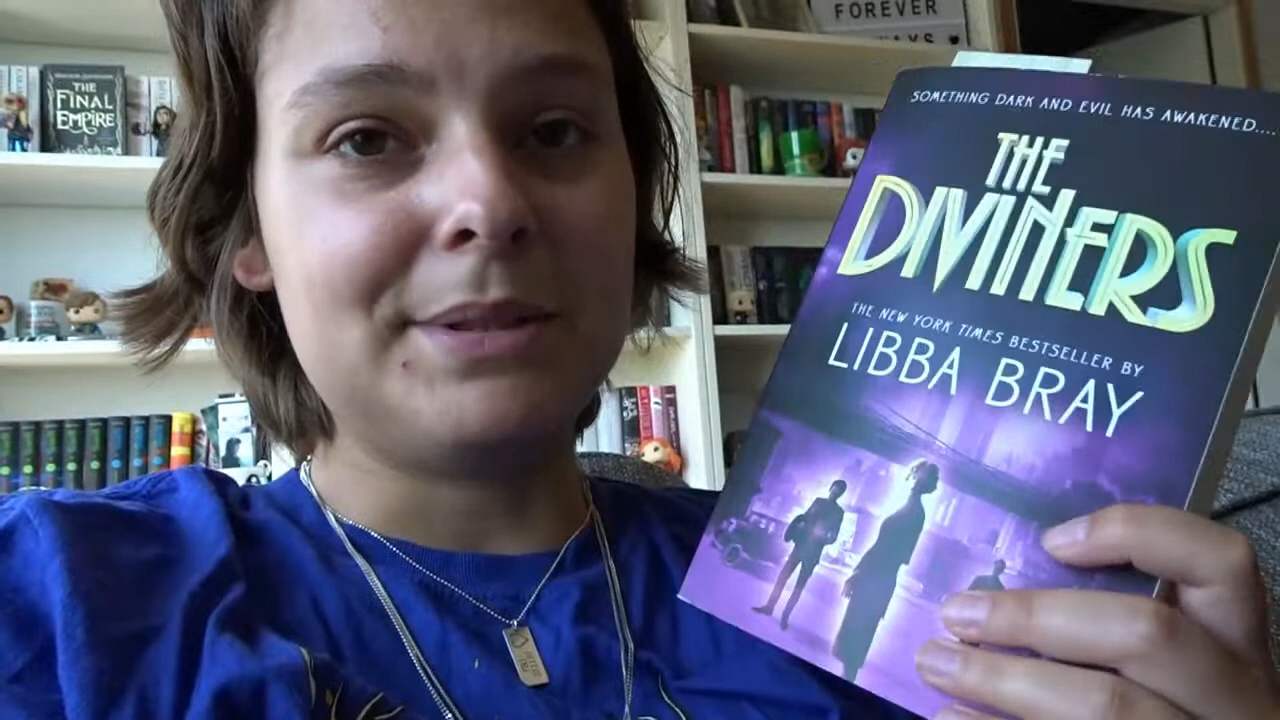 FOREVER
THE
FINAL
EMPIRE
SOMETHING DARK AND EVIL HAS AWAKENED....
THE
DIVINERS
THE NEW YORK TIMES BESTSELLER BY
LIBBA BRAY